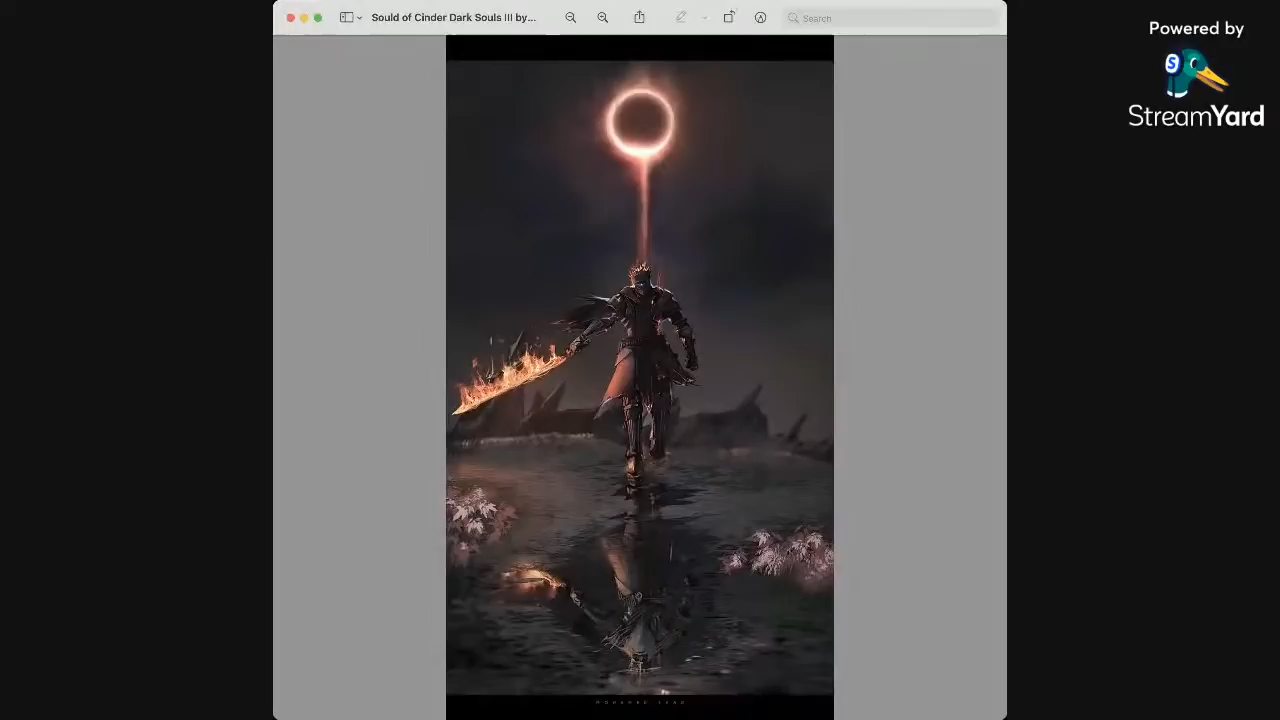 Sould of Cinder Dark Souls III by...
Search
Powered by
S
StreamYard